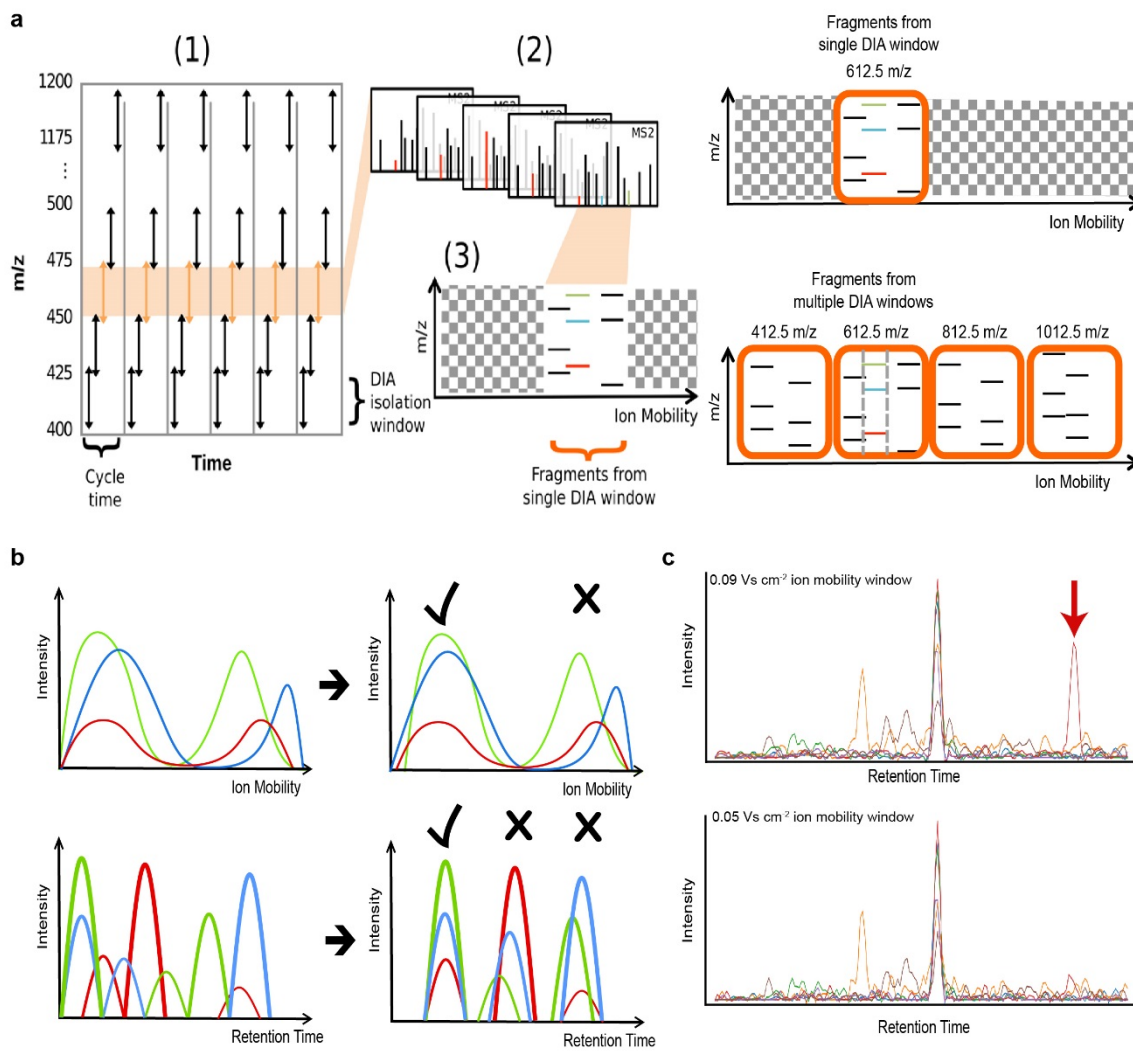 a
(1)
1200
1175
...
500
475
450
425
400
m/z
Cycle
time
Time
DIA
isolation
window
(2)
MS2
MS2
MS2
MS2
MS2
(3)
m/z
Ion Mobility
Fragments from
single DIA window
Fragments from
single DIA window
612.5 m/z
m/z
Ion Mobility
Fragments from
multiple DIA windows
412.5 m/z 612.5 m/z 812.5 m/z 1012.5 m/z
m/z
Ion Mobility
b
Intensity
Ion Mobility
Intensity
Ion Mobility
Intensity
Retention Time
Intensity
Retention Time
c
0.09 Vs cm⁻² ion mobility window
Retention Time
0.05 Vs cm⁻² ion mobility window
Retention Time